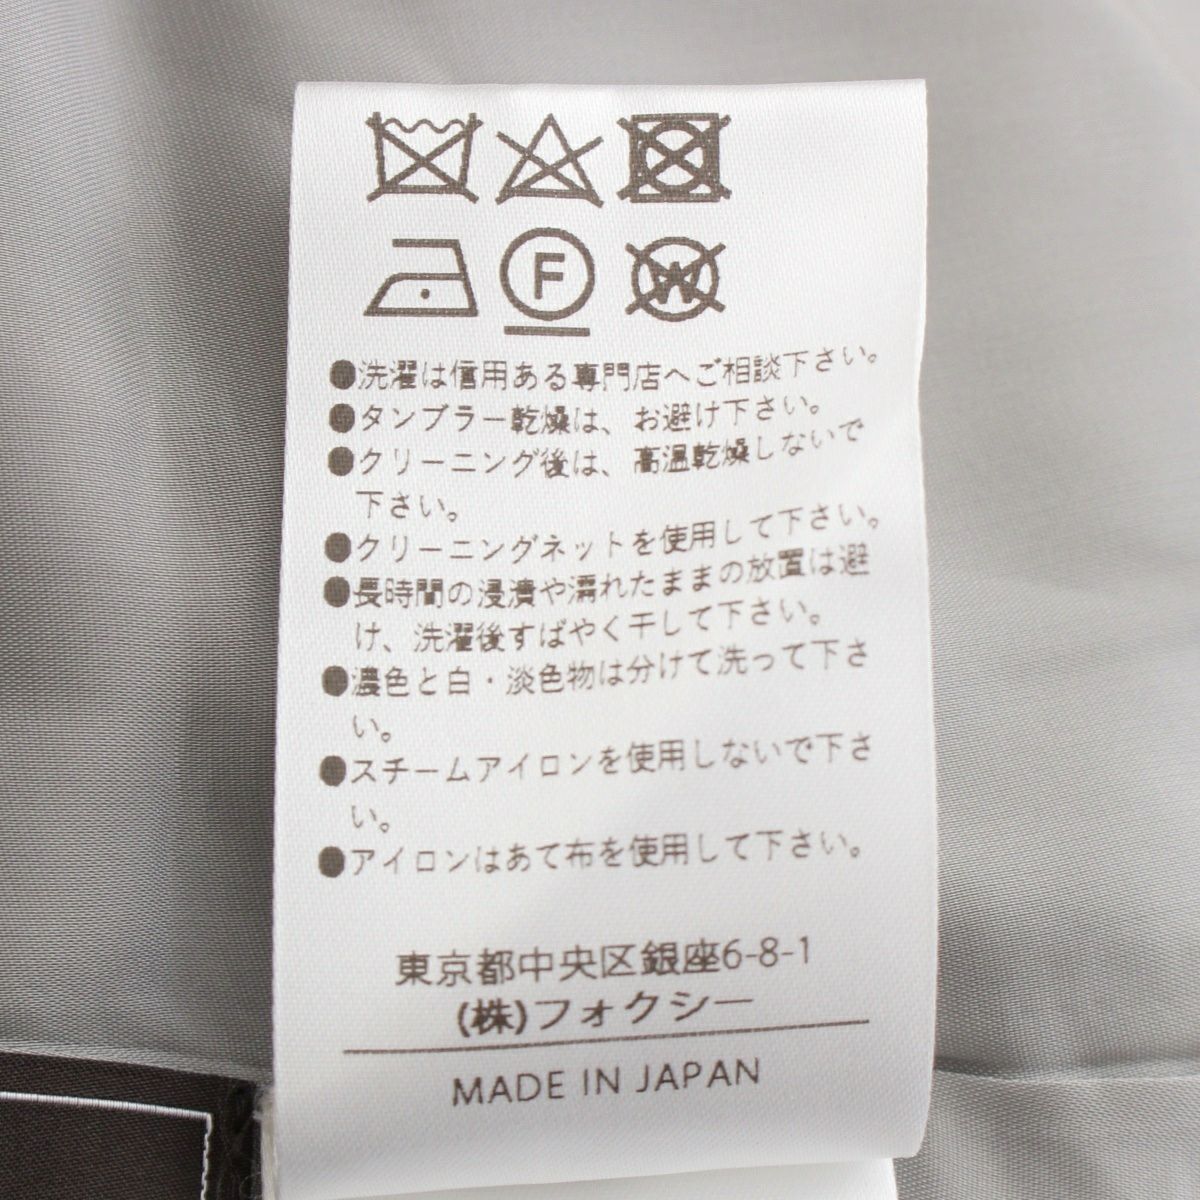 F W
●洗濯は信用ある専門店へご相談下さい。
●タンブラー乾燥は、お避け下さい。
●クリーニング後は、高温乾燥しないで
下さい。
●クリーニングネットを使用して下さい。
●長時間の浸漬や濡れたままの放置は避
け、洗濯後すばやく干して下さい。
●濃色と白・淡色物は分けて洗って下さ
い。
●スチームアイロンを使用しないで下さ
い。
●アイロンはあて布を使用して下さい。
東京都中央区銀座6-8-1
(株)フォクシー
MADE IN JAPAN